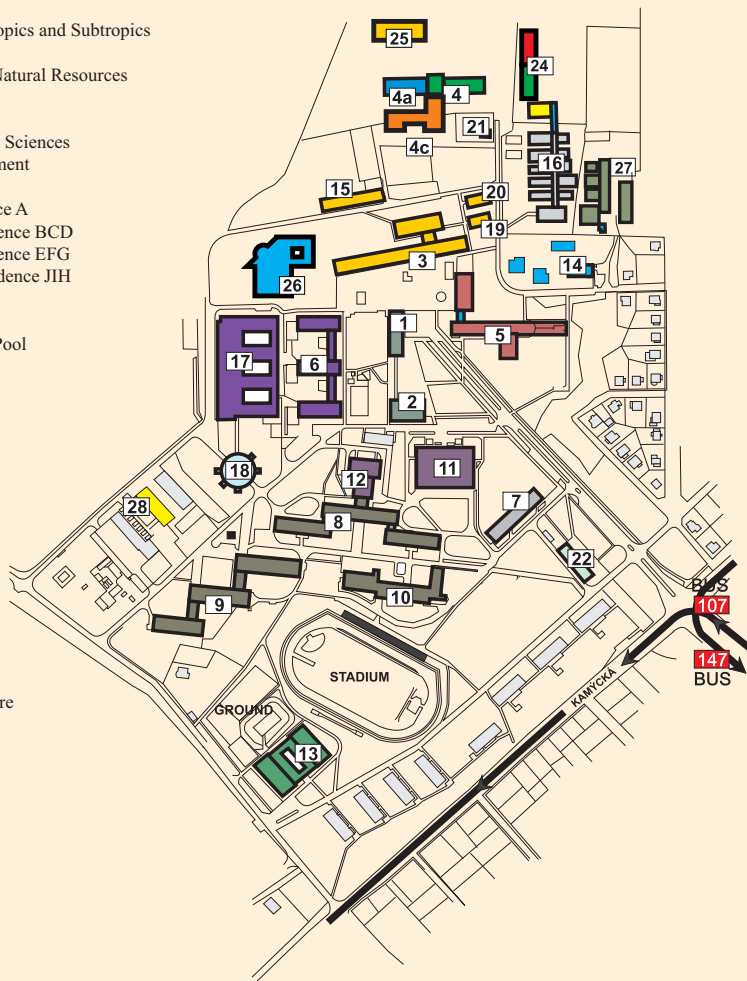 opics and Subtropics
Natural Resources
Sciences
ment
ce A
ence BCD
ence EFG
dence JIH
Pool
re
25
24
4a
4
4c
21
16
27
15
20
19
3
26
14
1
5
17
6
2
18
12
11
28
8
7
22
9
10
BUS
107
147
BUS
STADIUM
KAMÝCKÁ
GROUND
13